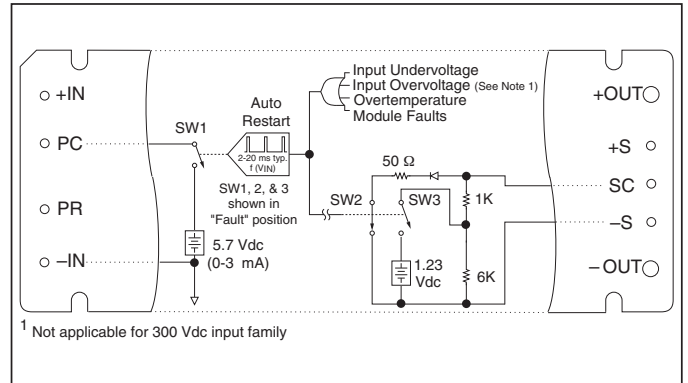 +IN
PC
PR
–IN
SW1
Auto
Restart
2-20 ms typ.
f (VIN)
SW1, 2, & 3
shown in
"Fault" position
5.7 Vdc
(0-3 mA)
Input Undervoltage
Input Overvoltage (See Note 1)
Overtemperature
Module Faults
50 Ω
SW2
SW3
1K
1.23
Vdc
6K
+OUT
+S
SC
–S
– OUT
1 Not applicable for 300 Vdc input family